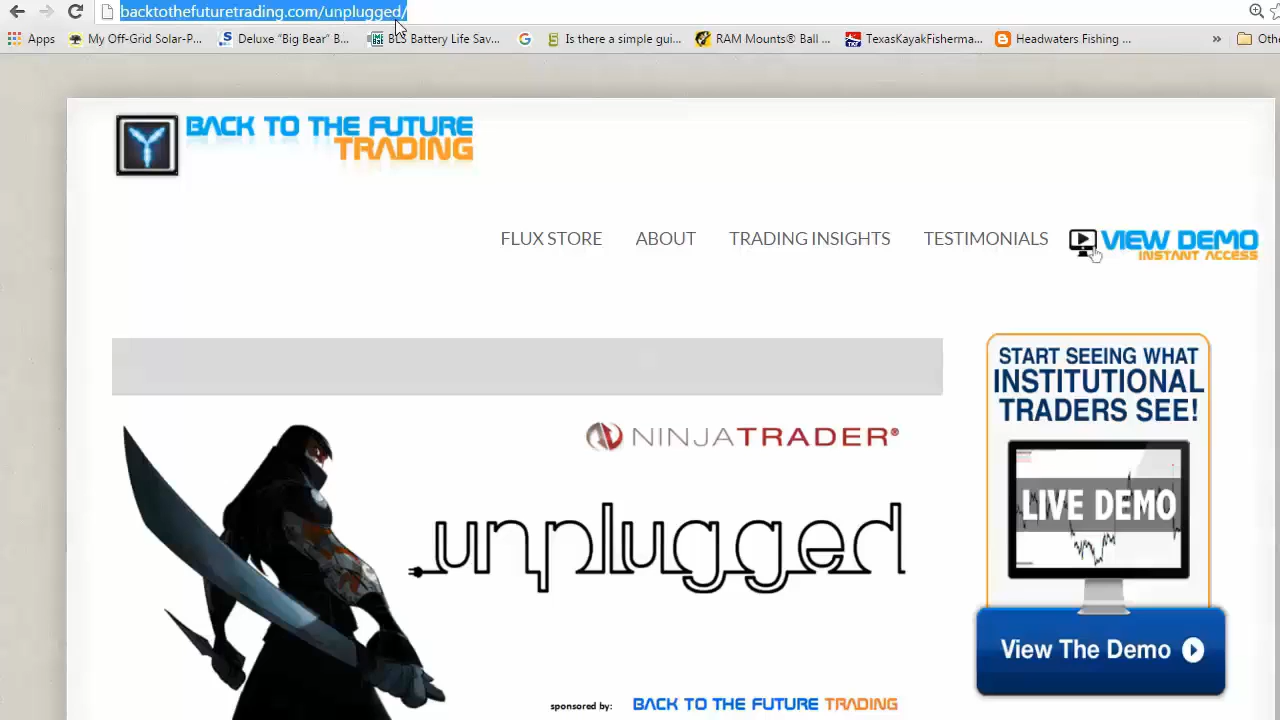 backtothefuturetrading.com/unplugged/
Apps My Off-Grid Solar-P... Deluxe "Big Bear" B... BLS Battery Life Sav... Is there a simple gui... RAM Mounts® Ball ... TexasKayakFisherma... Headwaters Fishing ... » Othe
BACK TO THE FUTURE
TRADING
FLUX STORE ABOUT TRADING INSIGHTS TESTIMONIALS VIEW DEMO
INSTANT ACCESS
START SEEING WHAT
INSTITUTIONAL
TRADERS SEE!
NINJATRADER®
LIVE DEMO
unplugged
View The Demo
sponsored by: BACK TO THE FUTURE TRADING